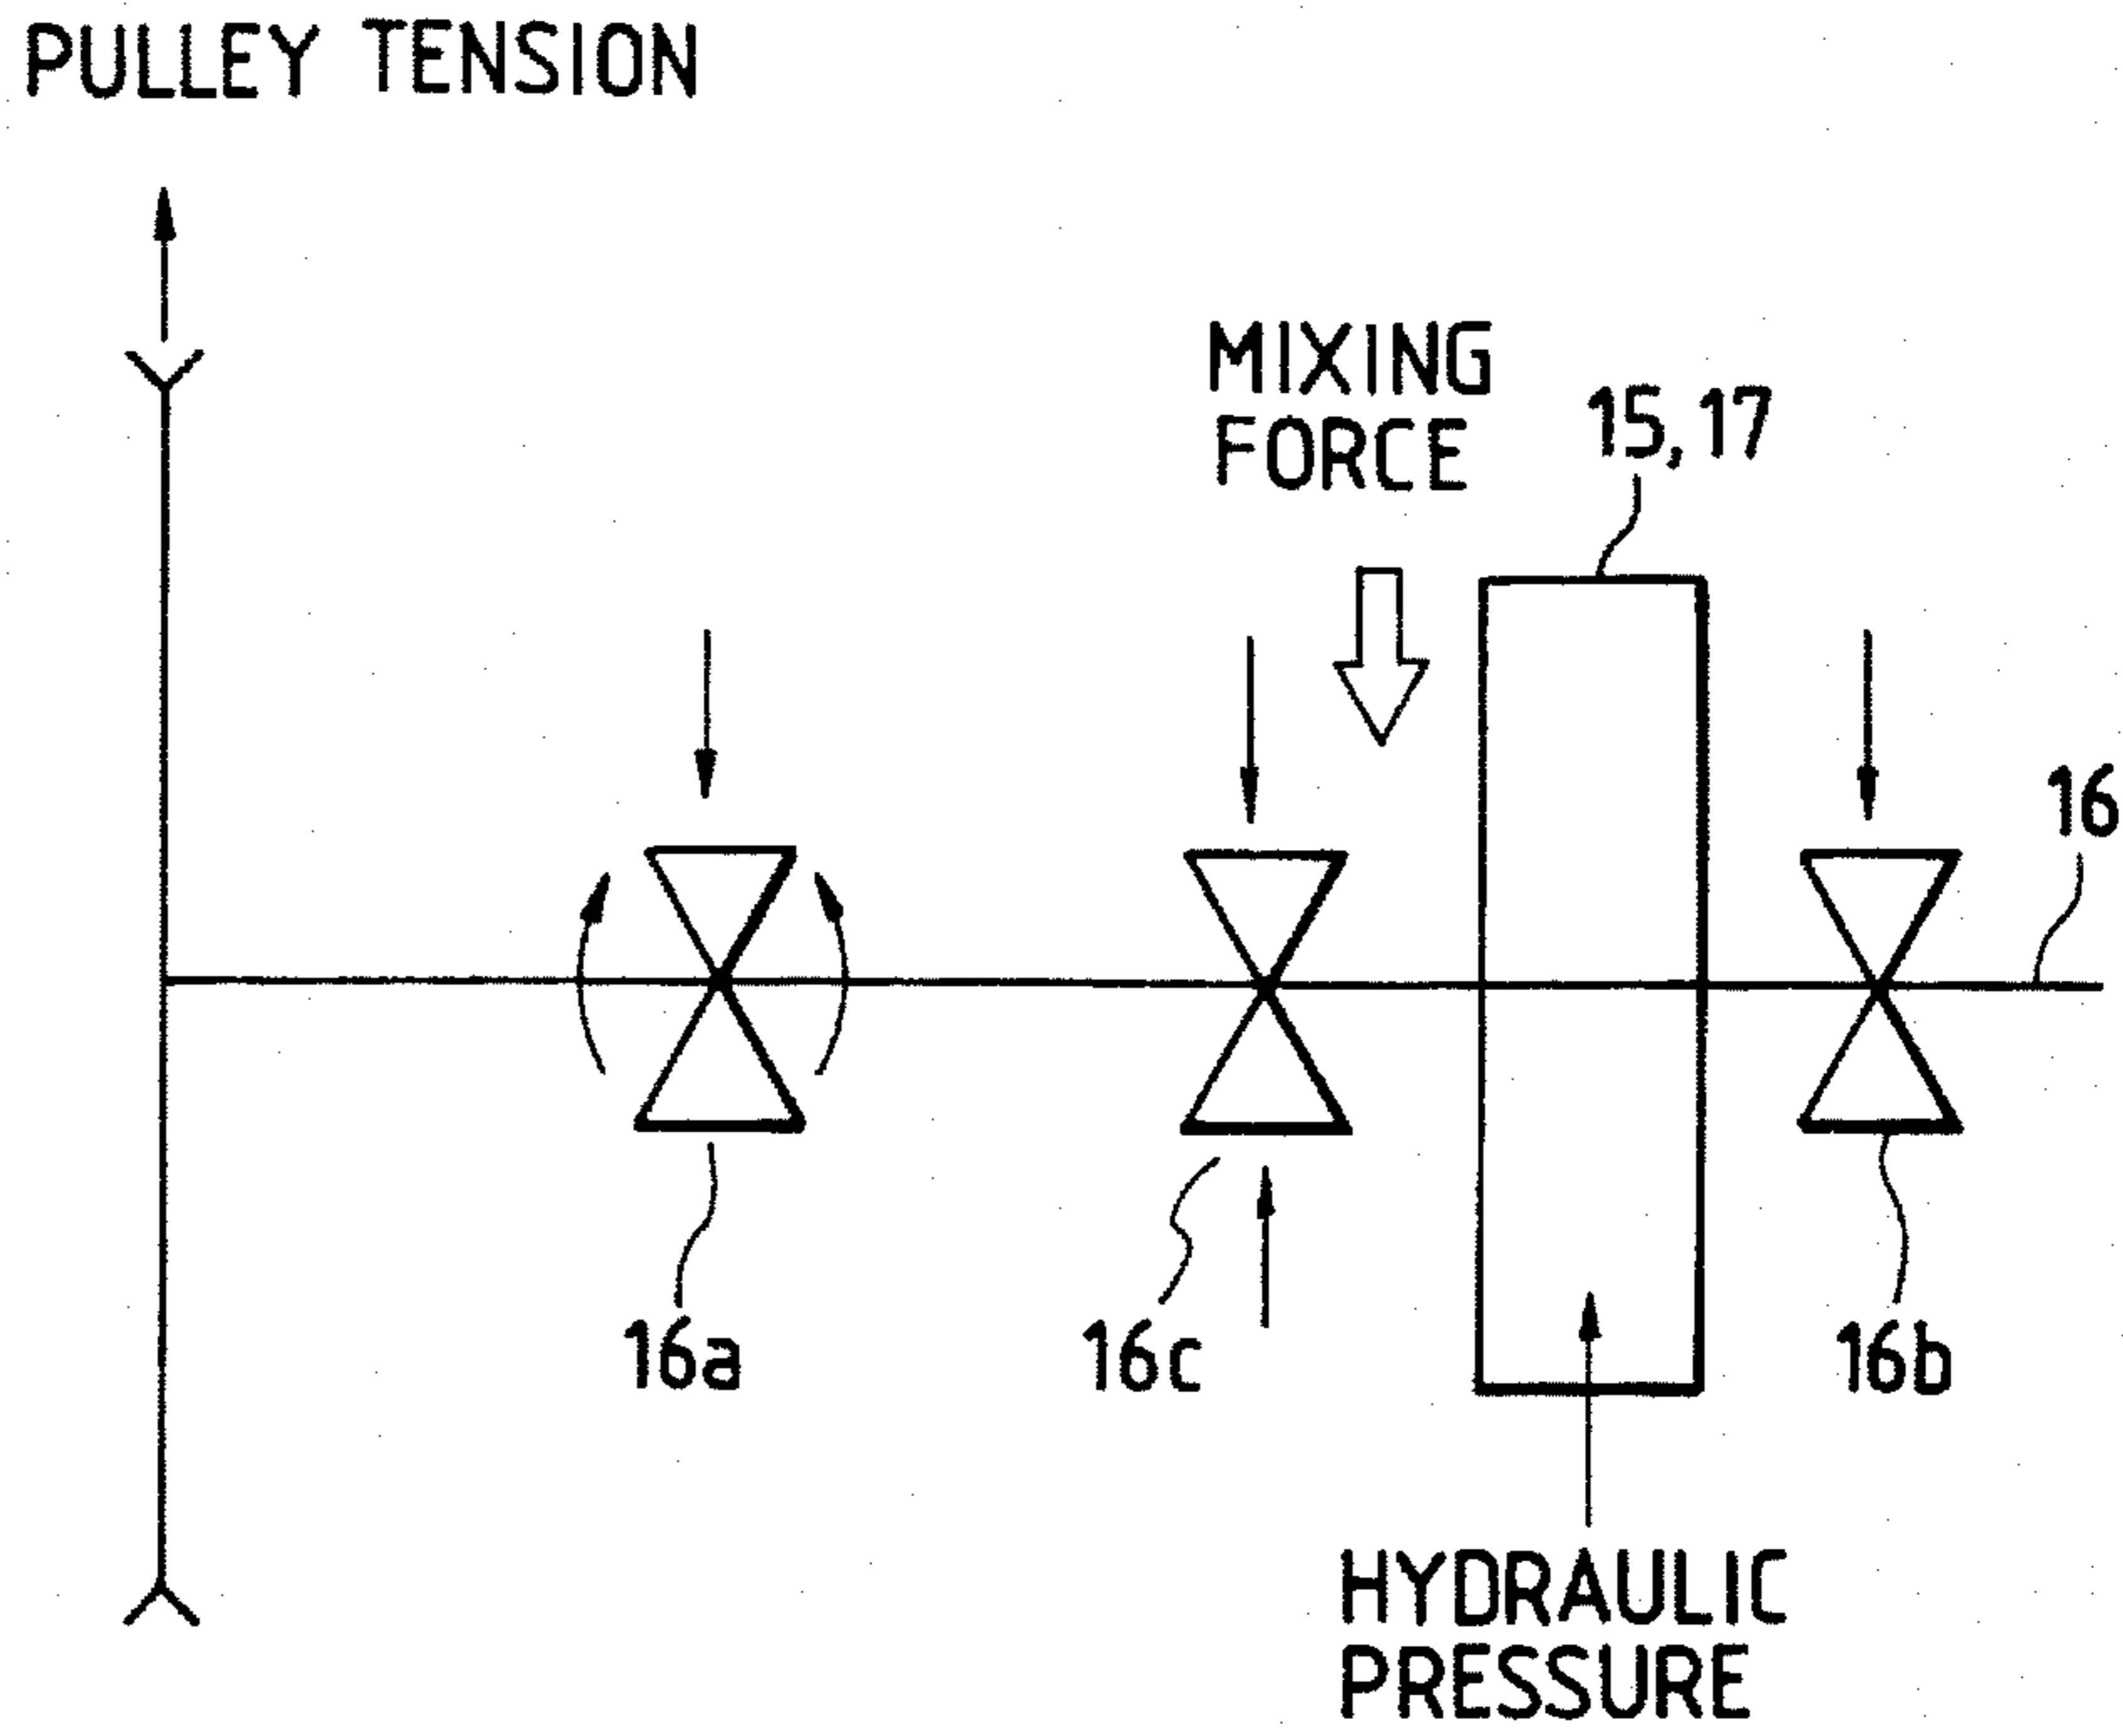 PULLEY TENSION
MIXING
FORCE
15,17
16
16a
16c
16b
HYDRAULIC
PRESSURE